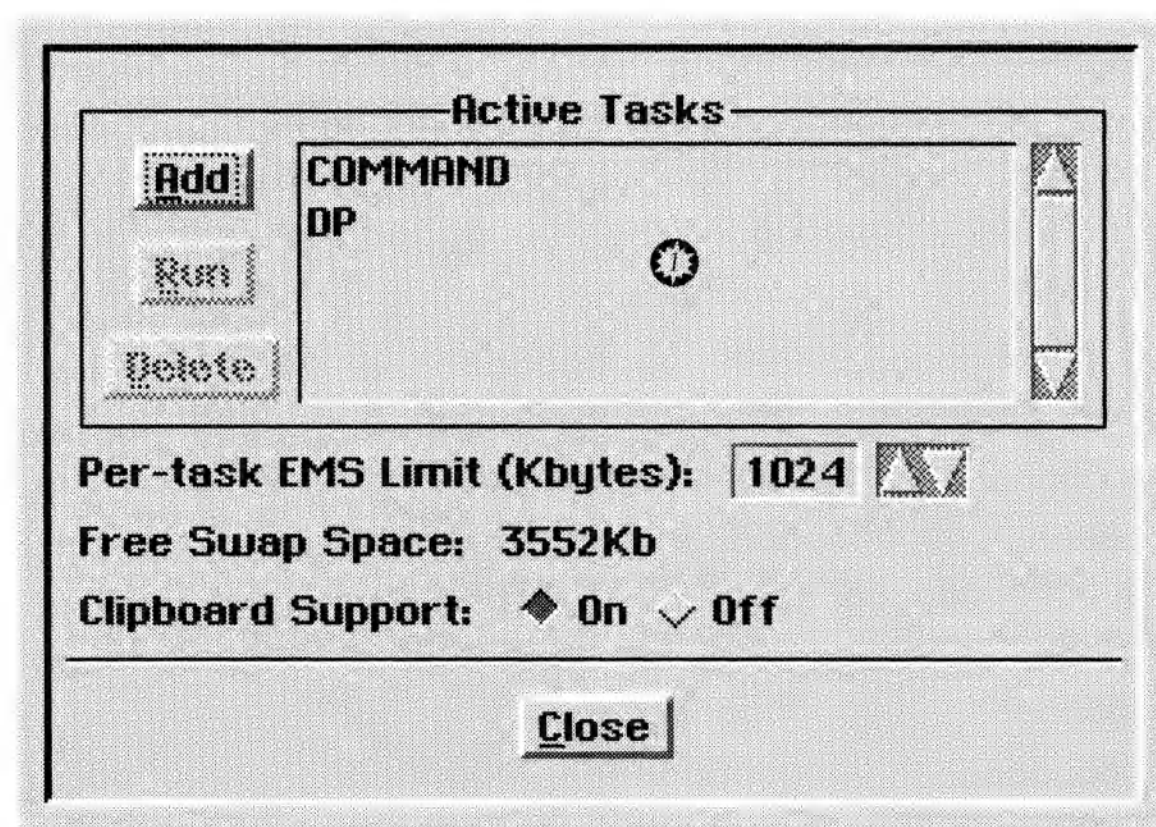 Active Tasks
Add
COMMAND
DP
1
Run
Delete
Per-task EMS Limit (Kbytes): 1024
Free Swap Space: 3552Kb
Clipboard Support: On Off
Close